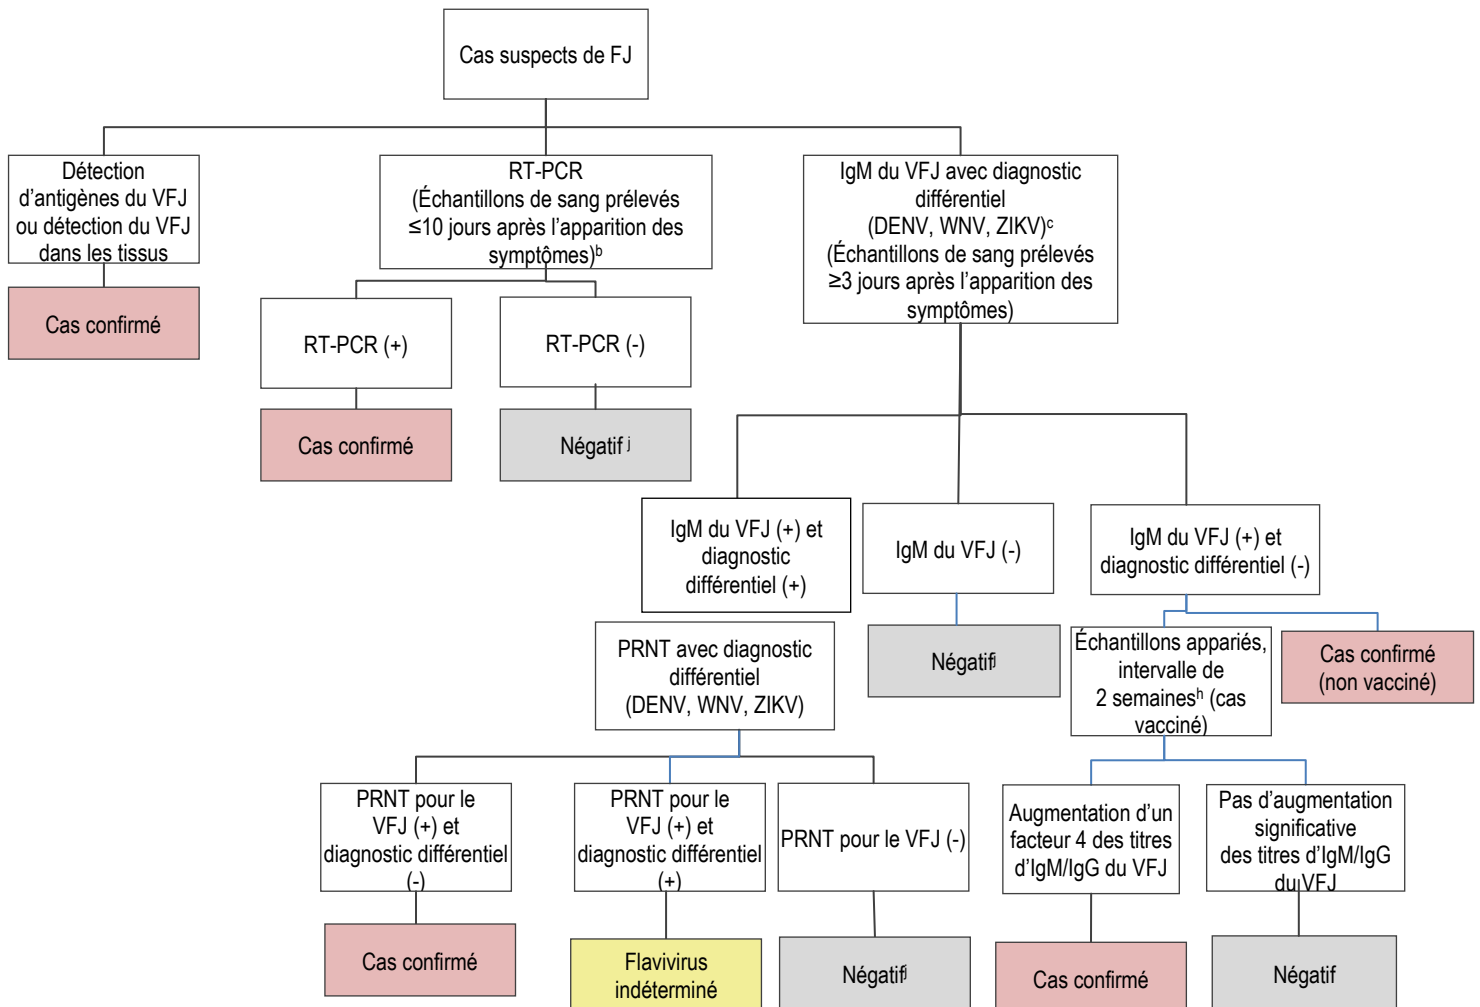 Cas suspects de FJ
Détection
d'antigènes du VFJ
ou détection du VFJ
dans les tissus
RT-PCR
(Échantillons de sang prélevés
≤10 jours après l'apparition des
symptômes)ᵇ
IgM du VFJ avec diagnostic
différentiel
(DENV, WNV, ZIKV)ᶜ
(Échantillons de sang prélevés
≥3 jours après l'apparition des
symptômes)
Cas confirmé
RT-PCR (+)
RT-PCR (-)
Cas confirmé
Négatif ʲ
IgM du VFJ (+) et
diagnostic
différentiel (+)
IgM du VFJ (-)
IgM du VFJ (+) et
diagnostic différentiel (-)
PRNT avec diagnostic
différentiel
(DENV, WNV, ZIKV)
Négatifʲ
Échantillons appariés,
intervalle de
2 semainesʰ (cas
vacciné)
Cas confirmé
(non vacciné)
PRNT pour le
VFJ (+) et
diagnostic différentiel
(-)
PRNT pour le
VFJ (+) et
diagnostic différentiel
(+)
PRNT pour le VFJ (-)
Augmentation d'un
facteur 4 des titres
d'IgM/IgG du VFJ
Pas d'augmentation
significative
des titres d'IgM/IgG
du VFJ
Cas confirmé
Flavivirus
indéterminé
Négatifʲ
Cas confirmé
Négatif